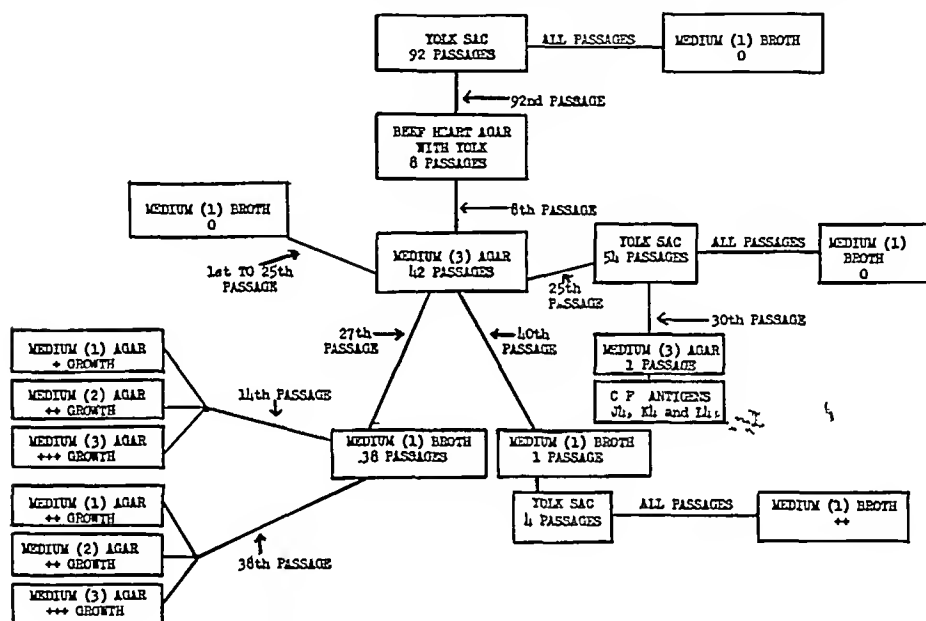 YOLK SAC
92 PASSAGES
ALL PASSAGES
MEDIUM (1) BROTH
0
92nd PASSAGE
BEEF HEART AGAR
WITH YOLK
8 PASSAGES
8th PASSAGE
MEDIUM (1) BROTH
0
1st TO 25th
PASSAGE
MEDIUM (3) AGAR
42 PASSAGES
25th
PASSAGE
YOLK SAC
54 PASSAGES
ALL PASSAGES
MEDIUM (1)
BROTH
0
30th PASSAGE
MEDIUM (3) AGAR
1 PASSAGE
C F ANTIGENS
J4, K4 and L4
27th
PASSAGE
40th
PASSAGE
MEDIUM (1) AGAR
+ GROWTH
MEDIUM (2) AGAR
++ GROWTH
MEDIUM (3) AGAR
+++ GROWTH
14th PASSAGE
MEDIUM (1) BROTH
38 PASSAGES
MEDIUM (1) BROTH
1 PASSAGE
YOLK SAC
4 PASSAGES
ALL PASSAGES
MEDIUM (1) BROTH
++
MEDIUM (1) AGAR
++ GROWTH
MEDIUM (2) AGAR
++ GROWTH
MEDIUM (3) AGAR
+++ GROWTH
38th PASSAGE